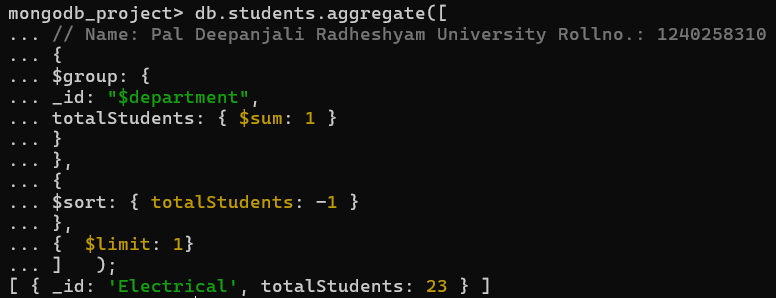 mongodb_project> db.students.aggregate([
... // Name: Pal Deepanjali Radheshyam University Rollno.: 1240258310
... {
... $group: {
... _id: "$department",
... totalStudents: { $sum: 1 }
... }
... },
... {
... $sort: { totalStudents: -1 }
... },
... {  $limit: 1}
... ]   );
[ { _id: 'Electrical', totalStudents: 23 } ]